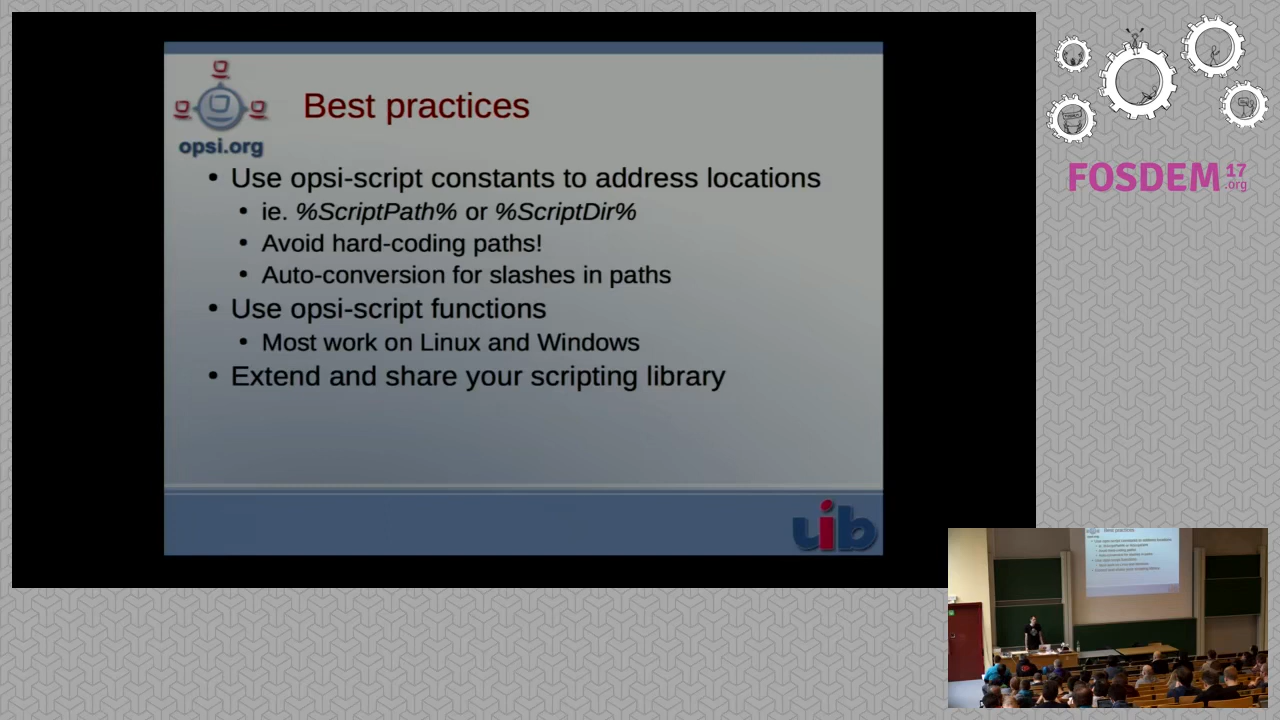 Best practices
opsi.org
• Use opsi-script constants to address locations
• ie. %ScriptPath% or %ScriptDir%
• Avoid hard-coding paths!
• Auto-conversion for slashes in paths
• Use opsi-script functions
• Most work on Linux and Windows
• Extend and share your scripting library
uib
FOSDEM 17
.org